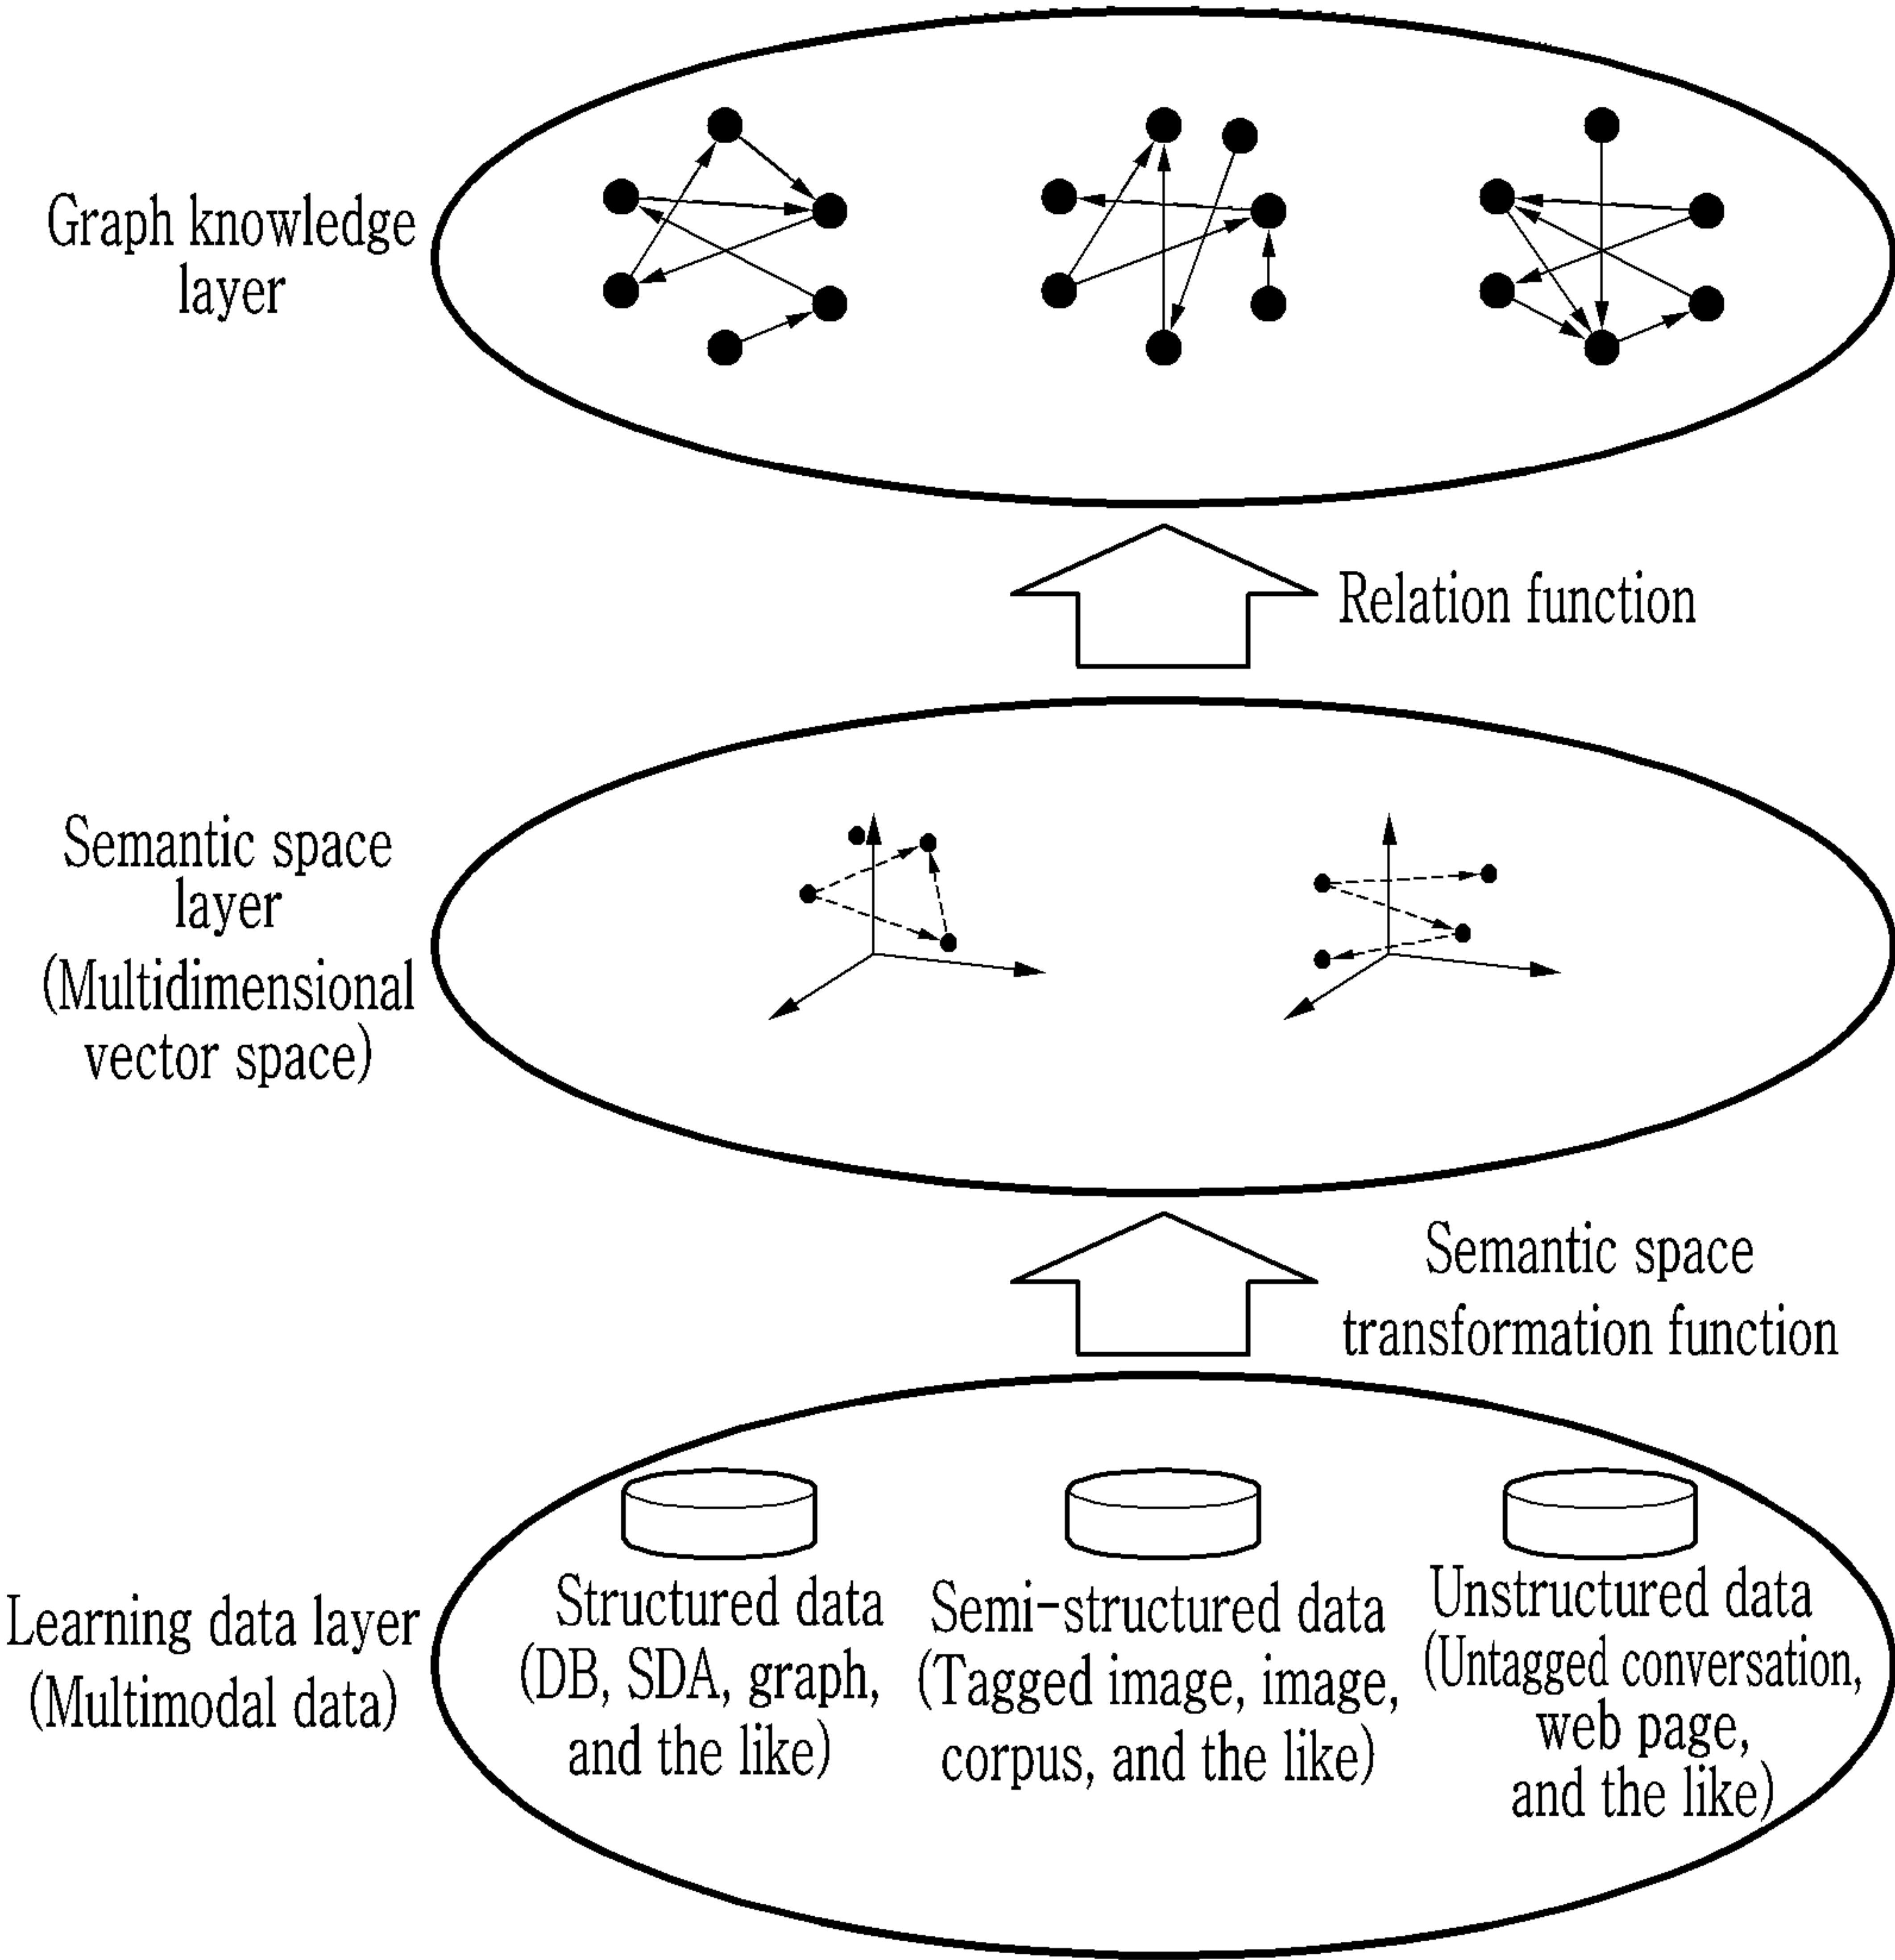 Graph knowledge
layer
Relation function
Semantic space
layer
(Multidimensional
vector space)
Semantic space
transformation function
Learning data layer
(Multimodal data)
Structured data
(DB, SDA, graph,
and the like)
Semi-structured data
(Tagged image, image,
corpus, and the like)
Unstructured data
(Untagged conversation,
web page,
and the like)